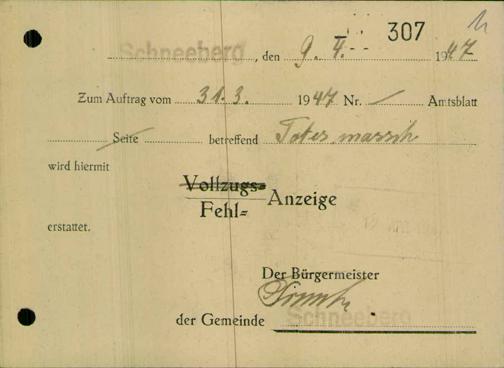 307
Schneeberg, den 9. 4. 1947
Zum Auftrag vom 31.3. 1947 Nr. — Amtsblatt
Seite betreffend Totesmarsch
wird hiermit
Vollzugs=
Fehl= Anzeige
erstattet.
Der Bürgermeister
der Gemeinde Schneeberg